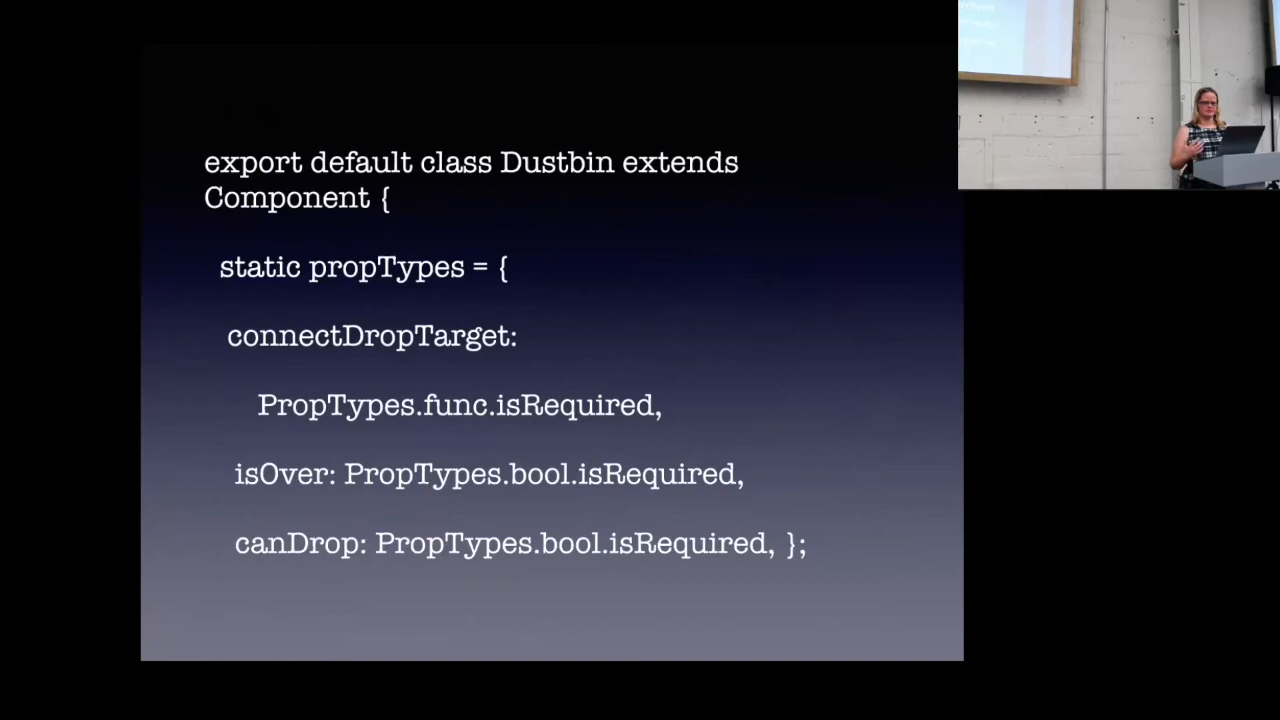 export default class Dustbin extends
Component {
static propTypes = {
connectDropTarget:
PropTypes.func.isRequired,
isOver: PropTypes.bool.isRequired,
canDrop: PropTypes.bool.isRequired, };